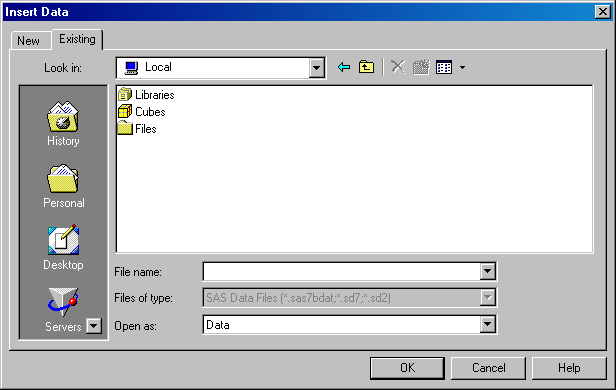 Insert Data
New
Existing
Look in:
Local
Libraries
Cubes
Files
History
Personal
Desktop
Servers
File name:
Files of type:
SAS Data Files (*.sas7bdat;*.sd7;*.sd2)
Open as:
Data
OK
Cancel
Help